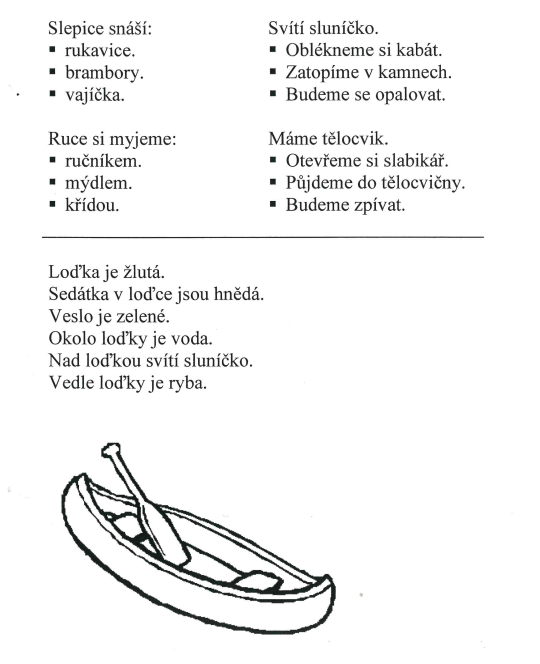 Slepice snáší:
▪ rukavice.
▪ brambory.
▪ vajíčka.
Svítí sluníčko.
▪ Oblékneme si kabát.
▪ Zatopíme v kamnech.
▪ Budeme se opalovat.
Ruce si myjeme:
▪ ručníkem.
▪ mýdlem.
▪ křídou.
Máme tělocvik.
▪ Otevřeme si slabikář.
▪ Půjdeme do tělocvičny.
▪ Budeme zpívat.
Loďka je žlutá.
Sedátka v loďce jsou hnědá.
Veslo je zelené.
Okolo loďky je voda.
Nad loďkou svítí sluníčko.
Vedle loďky je ryba.